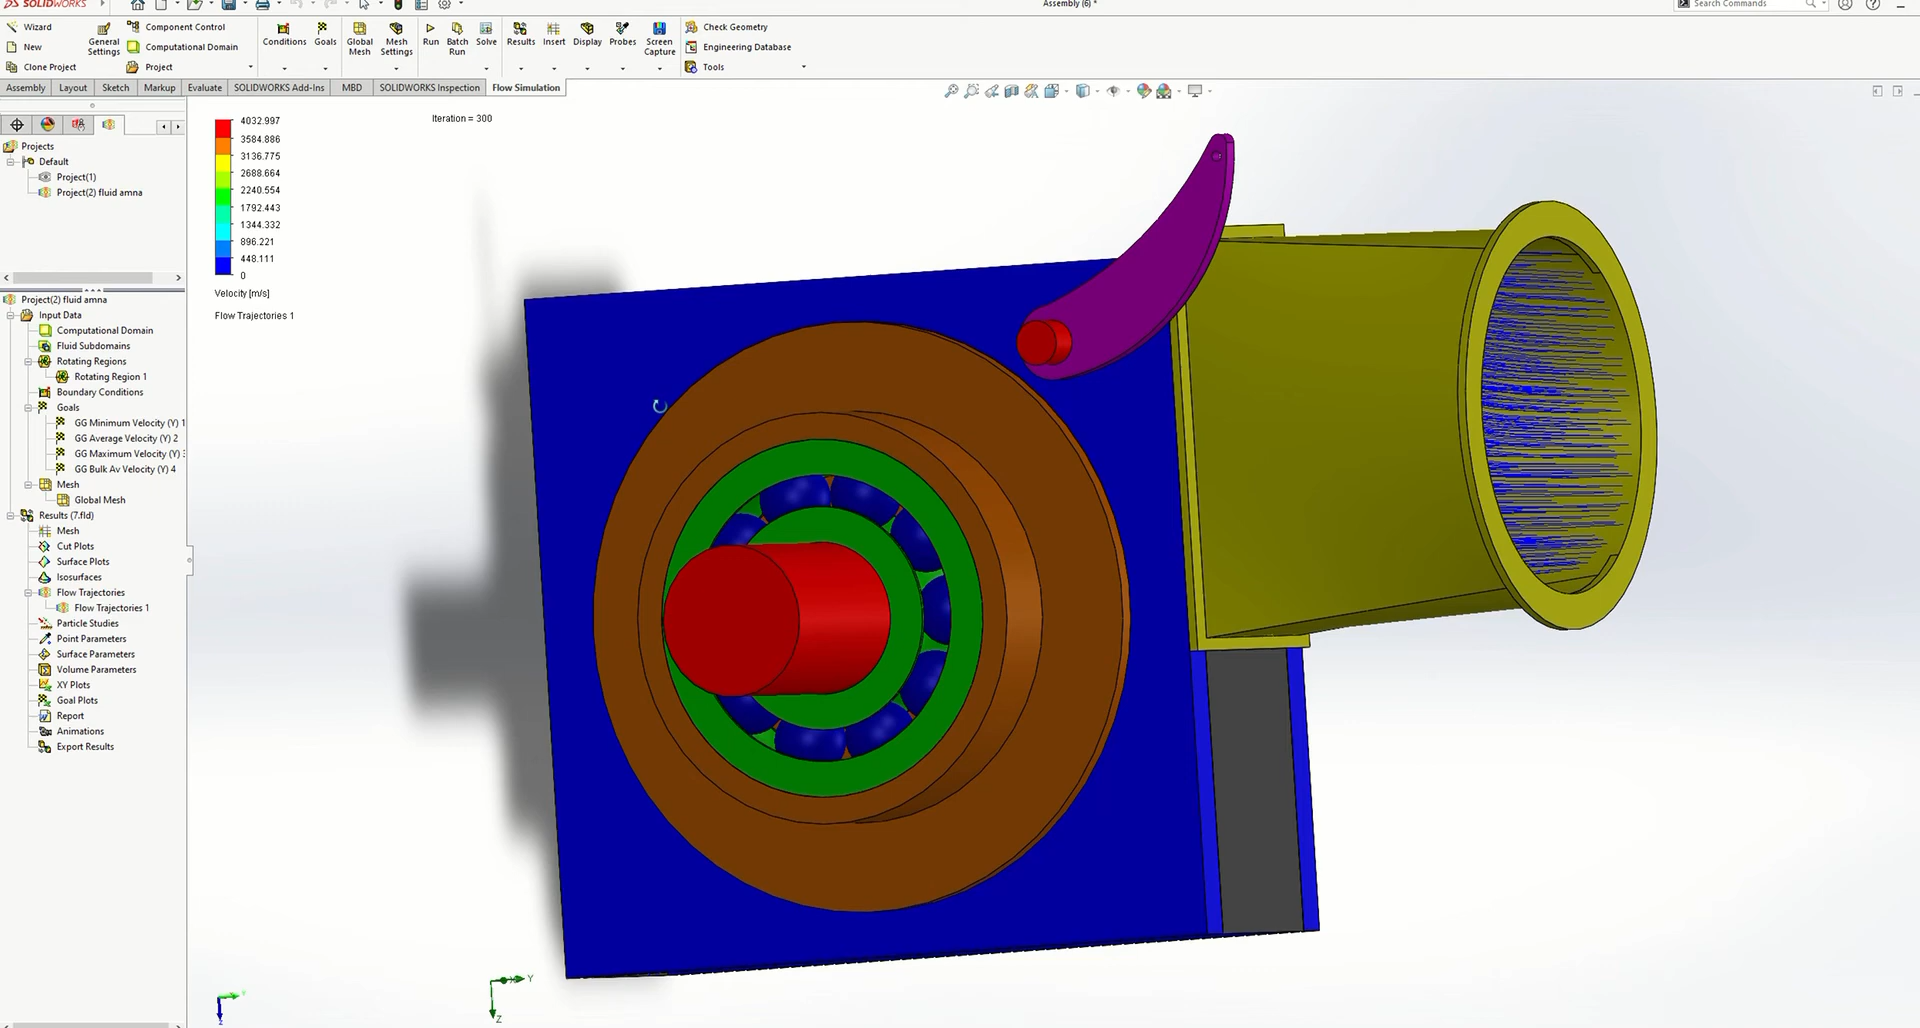 SOLIDWORKS
Assembly (6) *
Search Commands
Wizard
New
Clone Project
General Settings
Component Control
Computational Domain
Project
Conditions
Goals
Global Mesh
Mesh Settings
Run
Batch Run
Solve
Results
Insert
Display
Probes
Screen Capture
Check Geometry
Engineering Database
Tools
Assembly Layout Sketch Markup Evaluate SOLIDWORKS Add-Ins MBD SOLIDWORKS Inspection Flow Simulation
Projects
Default
Project(1)
Project(2) fluid amna
Project(2) fluid amna
Input Data
Computational Domain
Fluid Subdomains
Rotating Regions
Rotating Region 1
Boundary Conditions
Goals
GG Minimum Velocity (Y) 1
GG Average Velocity (Y) 2
GG Maximum Velocity (Y) 3
GG Bulk Av Velocity (Y) 4
Mesh
Global Mesh
Results (7.fld)
Mesh
Cut Plots
Surface Plots
Isosurfaces
Flow Trajectories
Flow Trajectories 1
Particle Studies
Point Parameters
Surface Parameters
Volume Parameters
XY Plots
Goal Plots
Report
Animations
Export Results
4032.997
3584.886
3136.775
2688.664
2240.554
1792.443
1344.332
896.221
448.111
0
Velocity [m/s]
Flow Trajectories 1
Iteration = 300
Y
Z